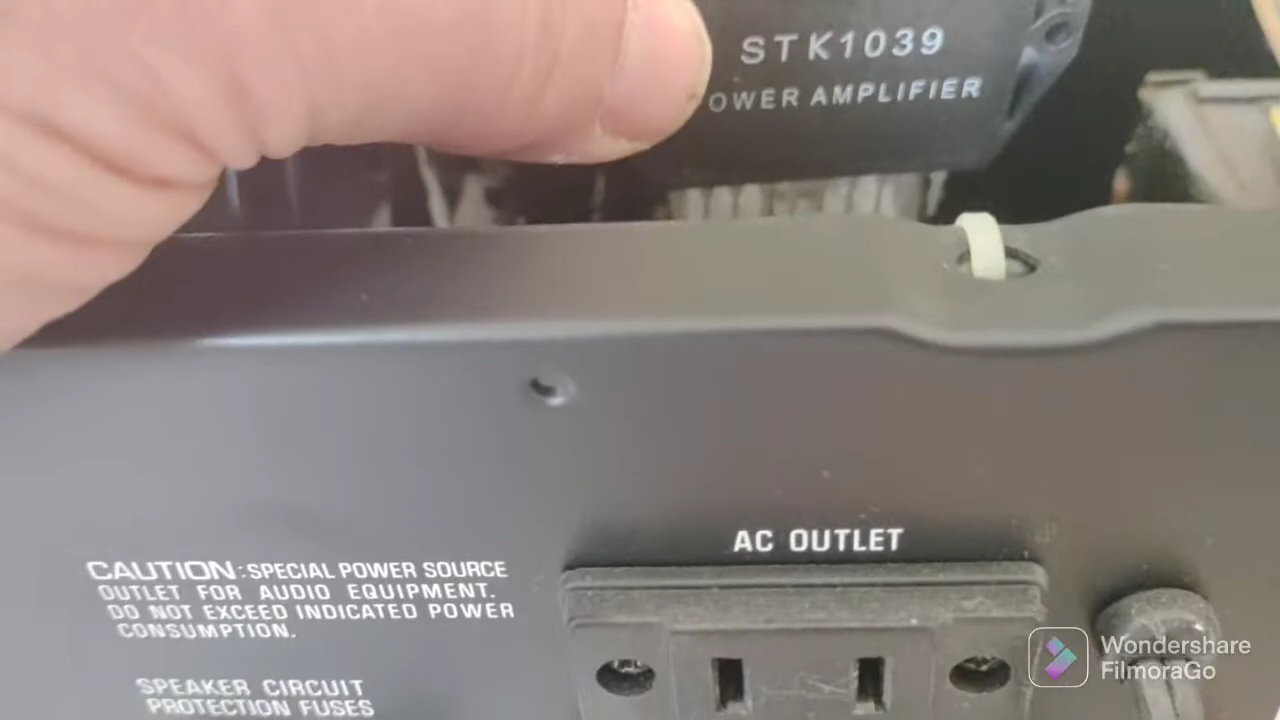 STK1039
OWER AMPLIFIER
AC OUTLET
CAUTION: SPECIAL POWER SOURCE
OUTLET FOR AUDIO EQUIPMENT.
DO NOT EXCEED INDICATED POWER
CONSUMPTION.
SPEAKER CIRCUIT
PROTECTION FUSES
Wondershare
FilmoraGo